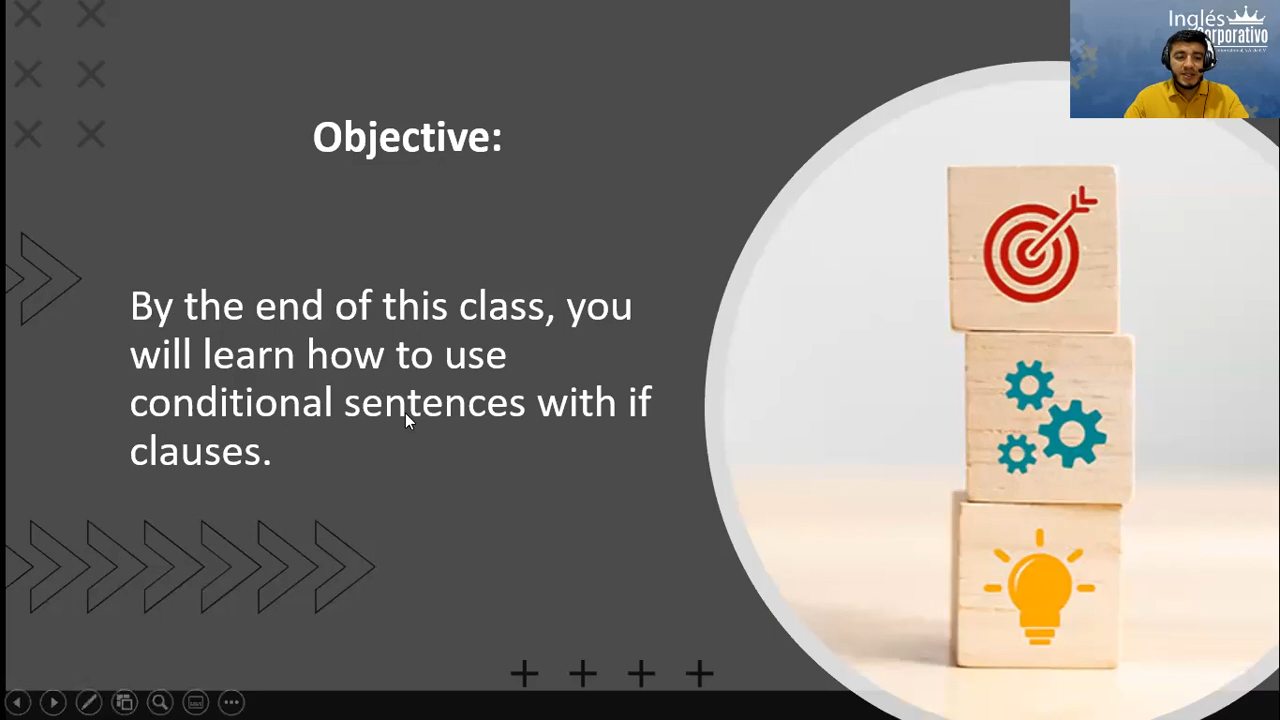 Inglés
Corporativo
Objective:
By the end of this class, you
will learn how to use
conditional sentences with if
clauses.